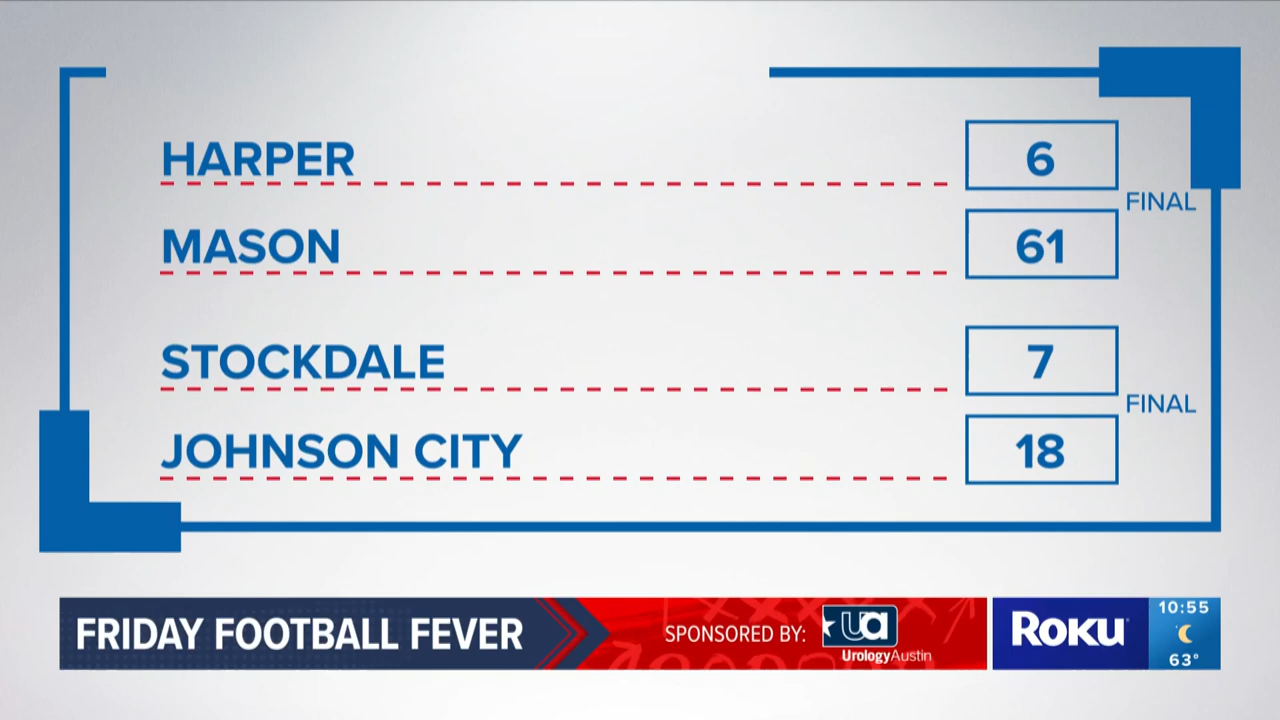 HARPER 6
FINAL
MASON 61
STOCKDALE 7
FINAL
JOHNSON CITY 18
FRIDAY FOOTBALL FEVER
SPONSORED BY:
ua
UrologyAustin
ROKU
10:55
63°